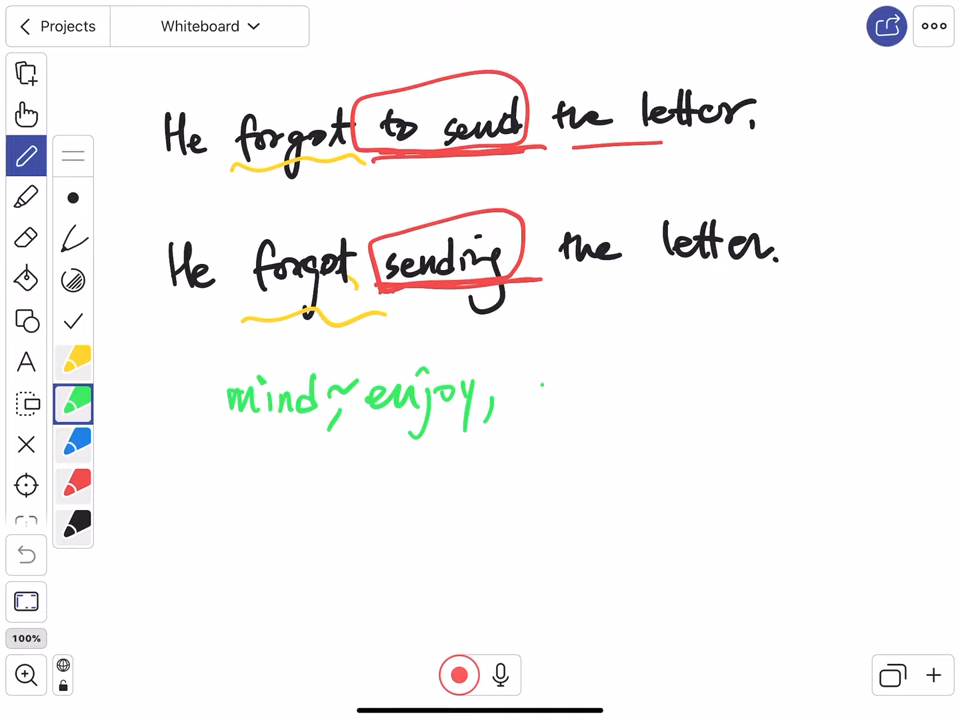 Projects
Whiteboard
He forgot to send the letter.
He forgot sending the letter.
mind, enjoy,
A
100%